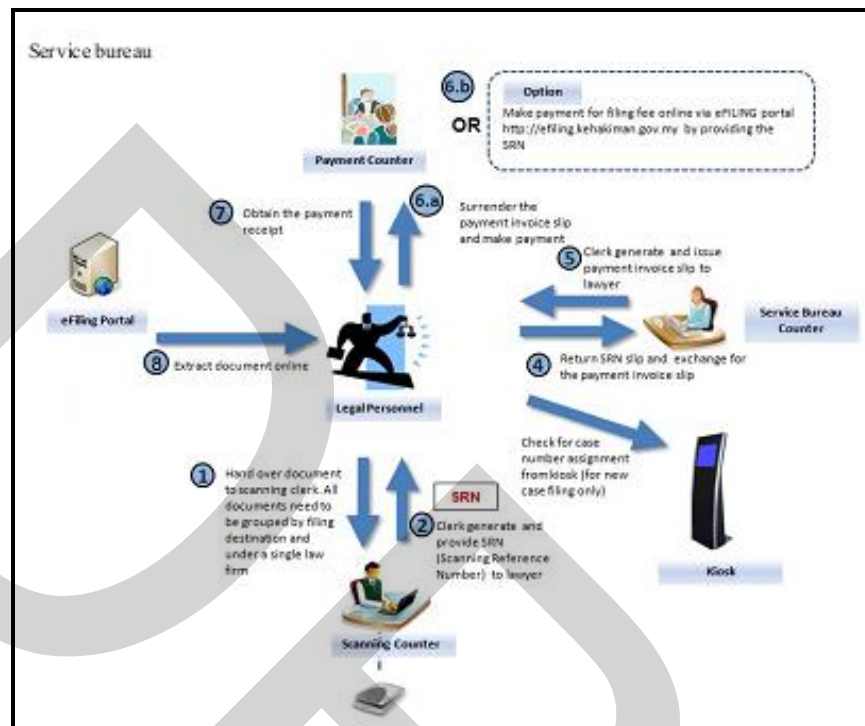 Service bureau
6.b
OR
Option
Make payment for filing fee online via eFILING portal
http://efiling.kehakiman.gov.my by providing the
SRN
Payment Counter
7
Obtain the payment
receipt
6.a
Surrender the
payment invoice slip
and make payment
5
Clerk generate and issue
payment invoice slip to
lawyer
eFiling Portal
Service Bureau
Counter
8
Extract document online
4
Return SRN slip and exchange for
the payment invoice slip
Legal Personnel
Check for case
number assignment
from kiosk (for new
case filing only)
1
Hand over document
to scanning clerk. All
documents need to
be grouped by filing
destination and
under a single law
firm
SRN
2
Clerk generate and
provide SRN
(Scanning Reference
Number) to lawyer
Kiosk
Scanning Counter